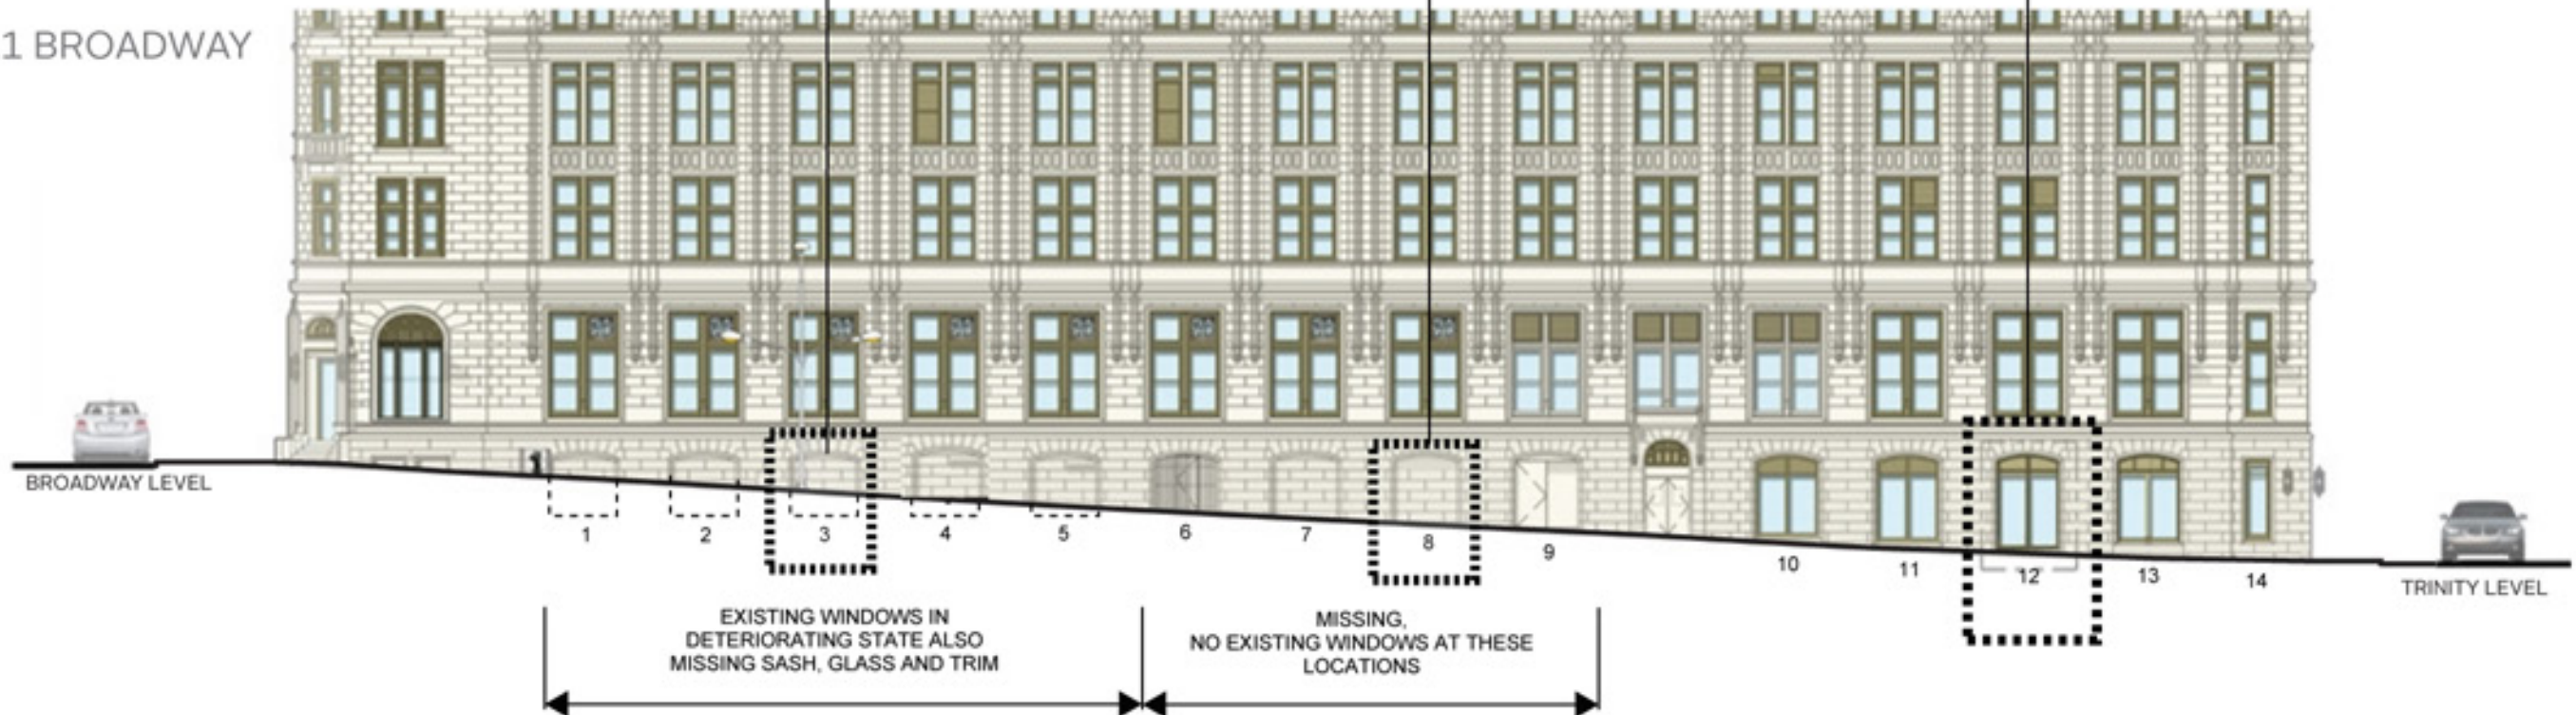 1 BROADWAY
BROADWAY LEVEL
1
2
3
4
5
6
7
8
9
10
11
12
13
14
TRINITY LEVEL
EXISTING WINDOWS IN
DETERIORATING STATE ALSO
MISSING SASH, GLASS AND TRIM
MISSING,
NO EXISTING WINDOWS AT THESE
LOCATIONS